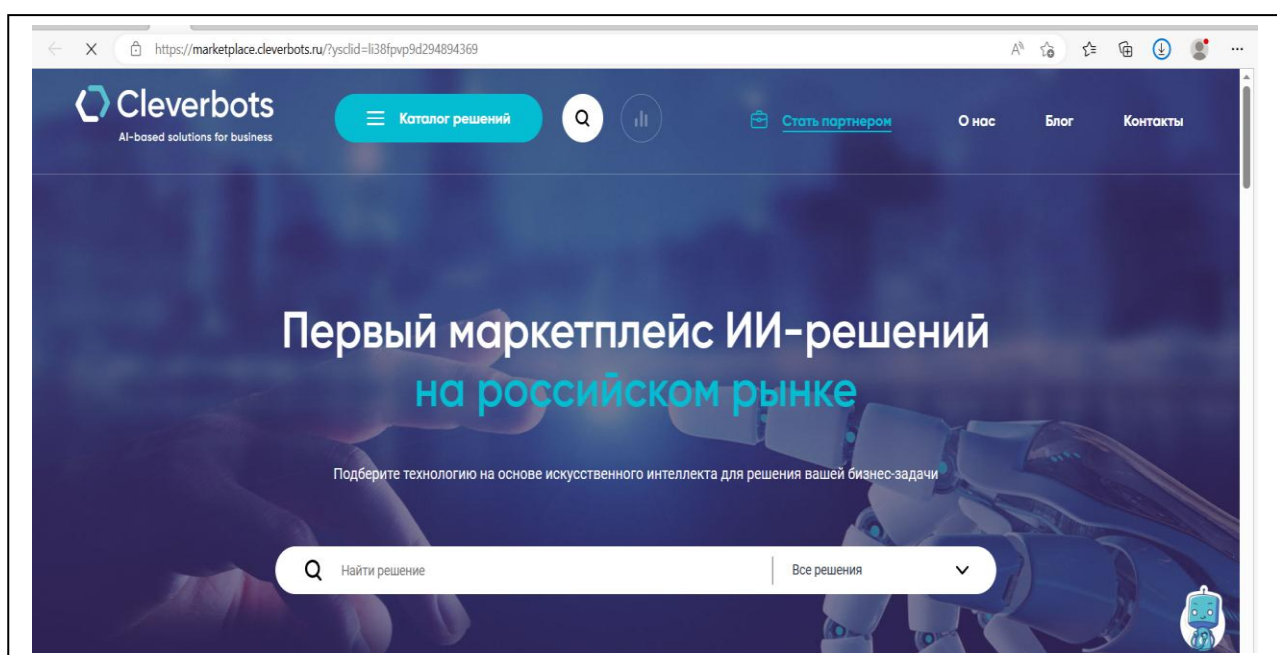 https://marketplace.cleverbots.ru/?ysclid=li38fpvp9d294894369
Cleverbots
AI-based solutions for business
Каталог решений
Стать партнером
О нас
Блог
Контакты
Первый маркетплейс ИИ-решений
на российском рынке
Подберите технологию на основе искусственного интеллекта для решения вашей бизнес-задачи
Найти решение
Все решения